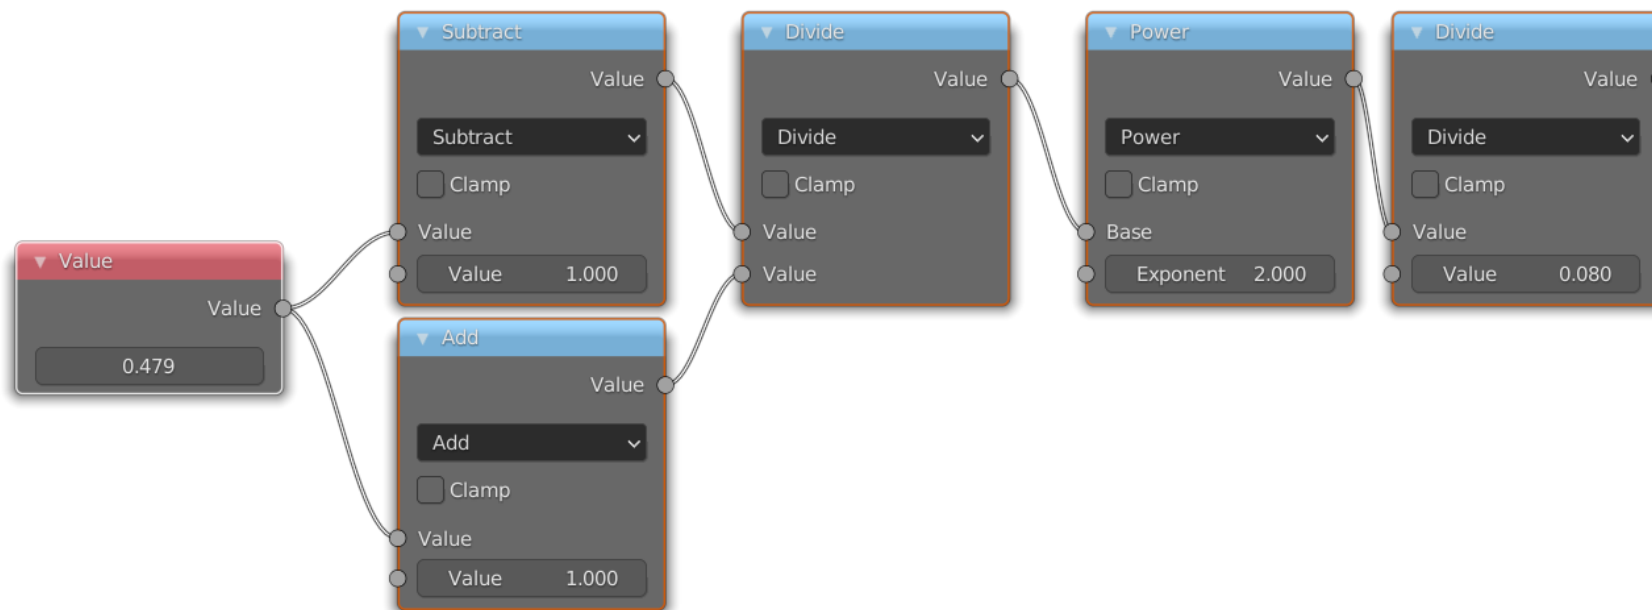 Value
Value
0.479
Subtract
Value
Subtract
Clamp
Value
Value 1.000
Add
Value
Add
Clamp
Value
Value 1.000
Divide
Value
Divide
Clamp
Value
Value
Power
Value
Power
Clamp
Base
Exponent 2.000
Divide
Value
Divide
Clamp
Value
Value 0.080